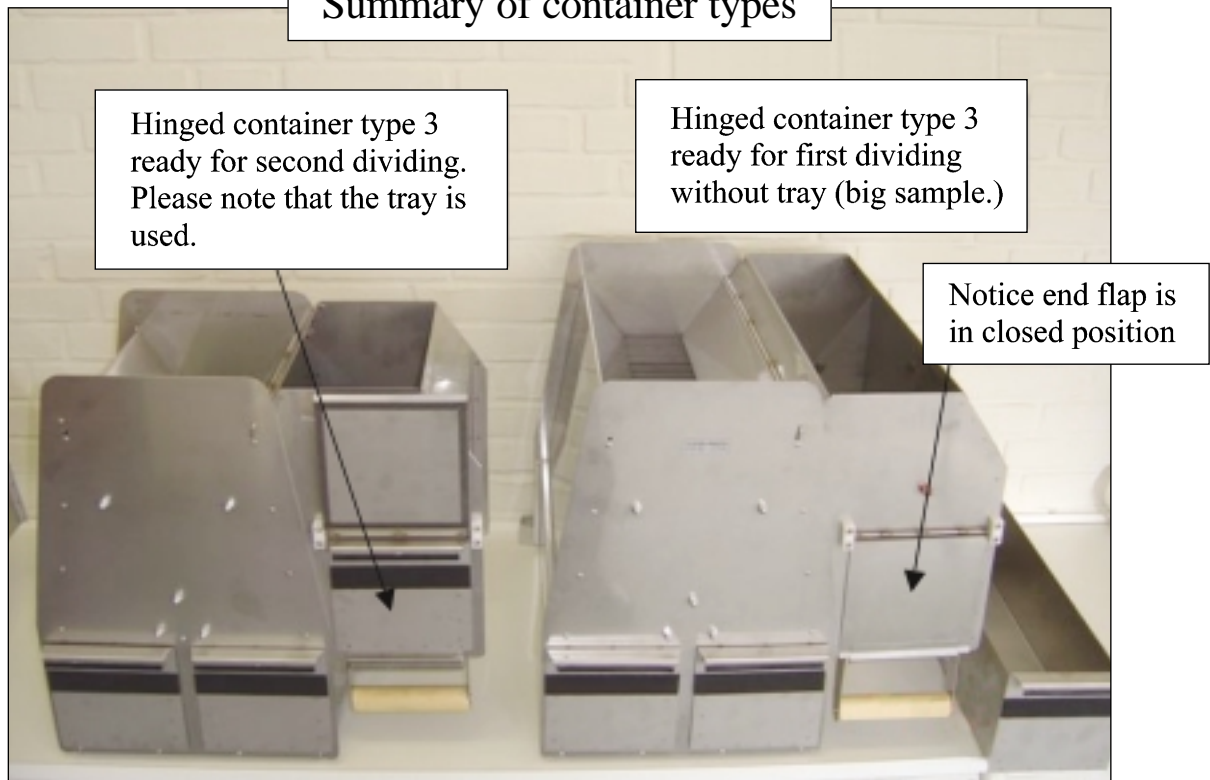 Summary of container types
Hinged container type 3
ready for second dividing.
Please note that the tray is
used.
Hinged container type 3
ready for first dividing
without tray (big sample.)
Notice end flap is
in closed position